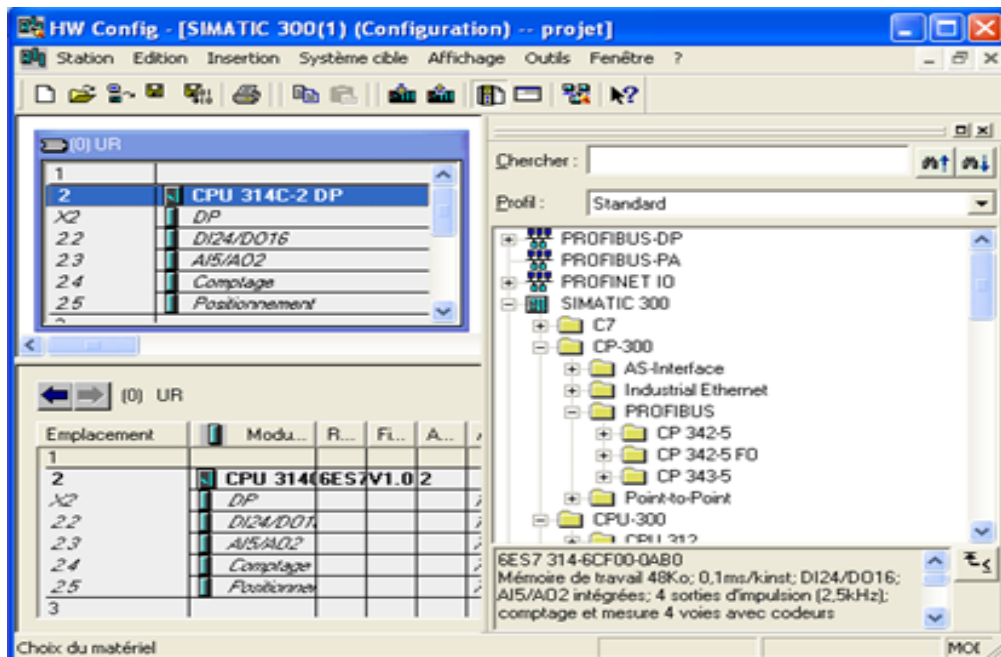 HW Config - [SIMATIC 300(1) (Configuration) -- projet]
Station Edition Insertion Système cible Affichage Outils Fenêtre ?
(0) UR
1
2 CPU 314C-2 DP
X2 DP
2.2 DI24/DO16
2.3 AI5/AO2
2.4 Comptage
2.5 Positionnement
(0) UR
Emplacement Modu... R... Fi... A...
1
2 CPU 314( 6ES7 V1.0 2
X2 DP
2.2 DI24/DO1
2.3 AI5/AO2
2.4 Comptage
2.5 Positionne
3
Chercher :
Profil : Standard
PROFIBUS-DP
PROFIBUS-PA
PROFINET IO
SIMATIC 300
C7
CP-300
AS-Interface
Industrial Ethernet
PROFIBUS
CP 342-5
CP 342-5 FO
CP 343-5
Point-to-Point
CPU-300
CPU 312
6ES7 314-6CF00-0AB0
Mémoire de travail 48Ko; 0,1ms/kinst; DI24/DO16;
AI5/AO2 intégrées; 4 sorties d'impulsion (2,5kHz);
comptage et mesure 4 voies avec codeurs
Choix du matériel